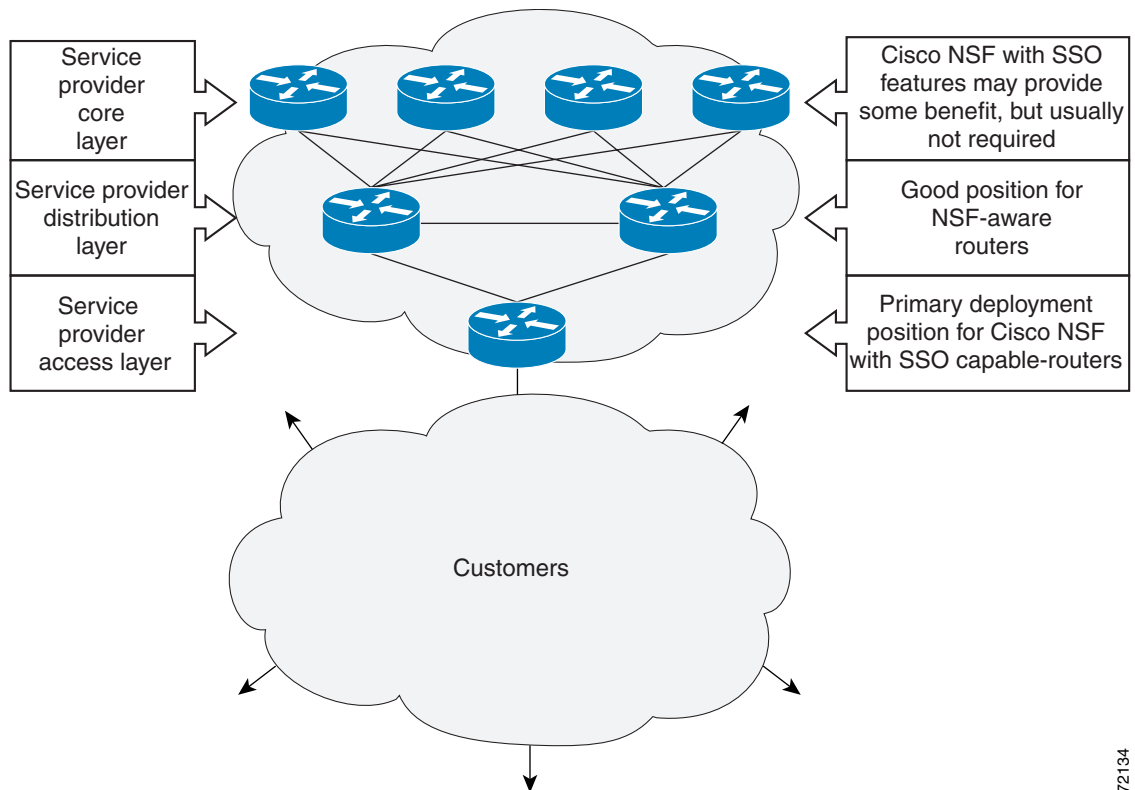 Service
provider
core
layer
Cisco NSF with SSO
features may provide
some benefit, but usually
not required
Service provider
distribution
layer
Good position for
NSF-aware
routers
Service
provider
access layer
Primary deployment
position for Cisco NSF
with SSO capable-routers
Customers
72134